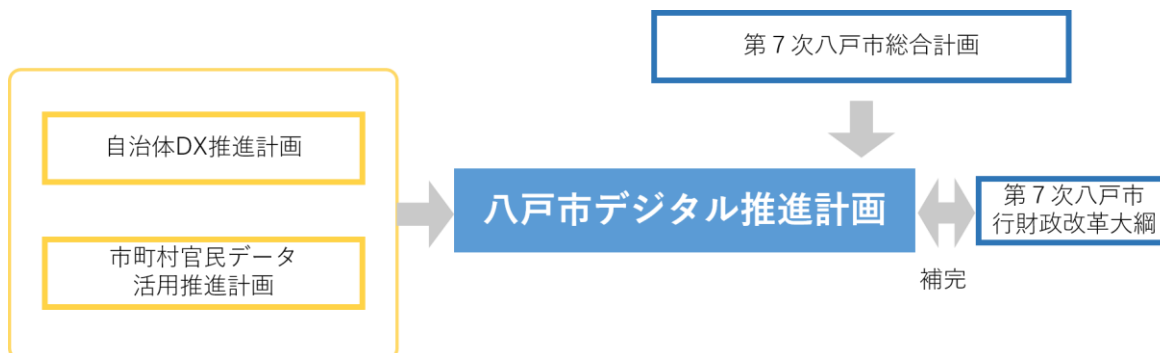 第７次八戸市総合計画
自治体DX推進計画
八戸市デジタル推進計画
第７次八戸市
行財政改革大綱
市町村官民データ
活用推進計画
補完